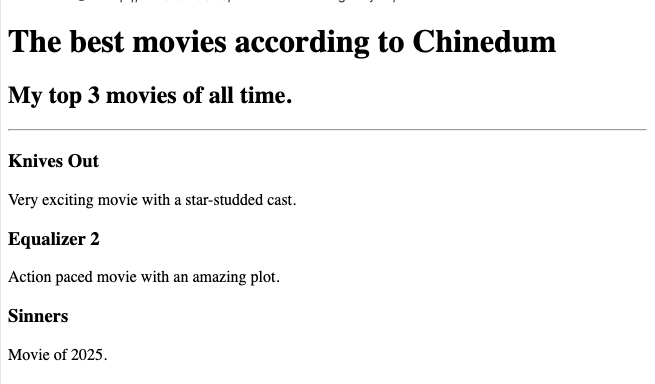 The best movies according to Chinedum
My top 3 movies of all time.
Knives Out
Very exciting movie with a star-studded cast.
Equalizer 2
Action paced movie with an amazing plot.
Sinners
Movie of 2025.